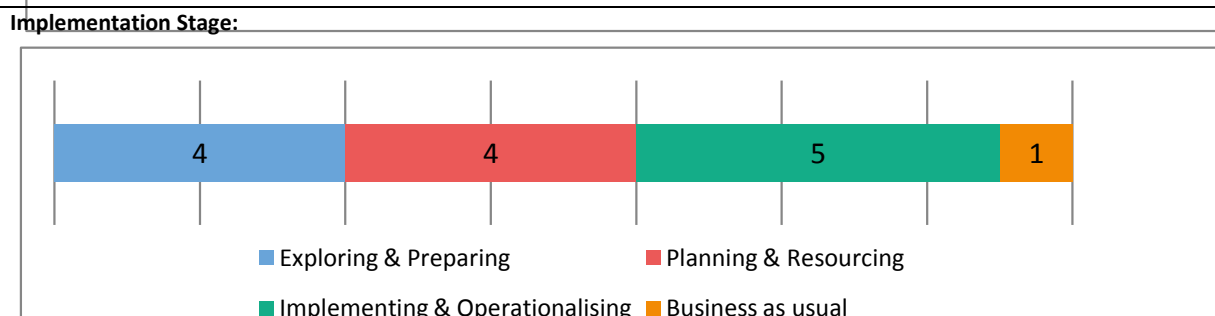 Implementation Stage:
4 4 5 1
Exploring & Preparing Planning & Resourcing
Implementing & Operationalising Business as usual